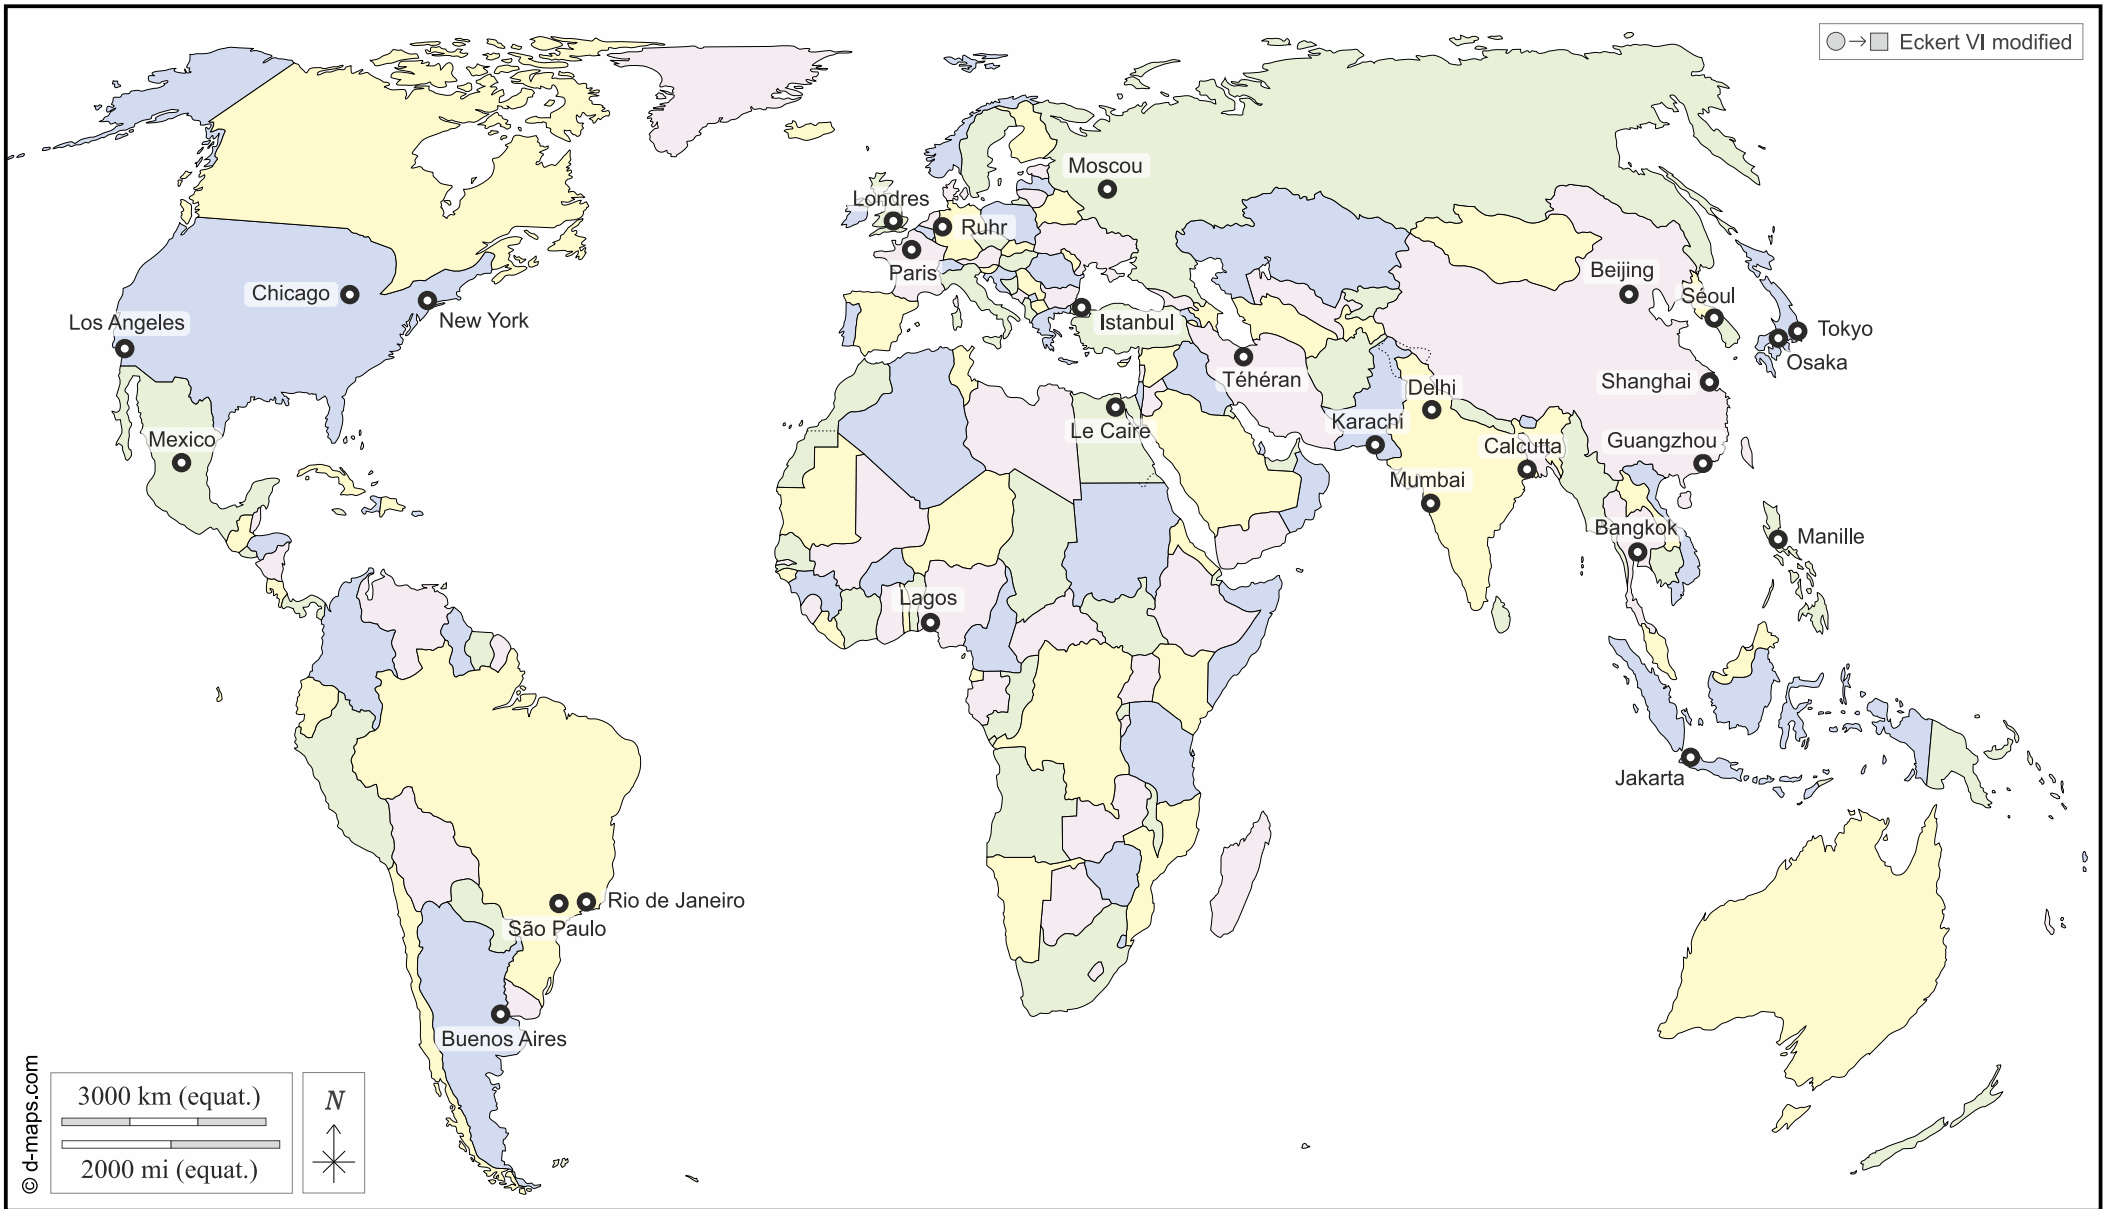 Eckert VI modified
Moscou
Londres
Ruhr
Paris
Beijing
Séoul
Chicago
New York
Los Angeles
Istanbul
Tokyo
Osaka
Téhéran
Shanghai
Delhi
Le Caire
Karachi
Mexico
Calcutta
Guangzhou
Mumbai
Bangkok
Manille
Lagos
Jakarta
Rio de Janeiro
São Paulo
Buenos Aires
© d-maps.com
3000 km (equat.)
2000 mi (equat.)
N